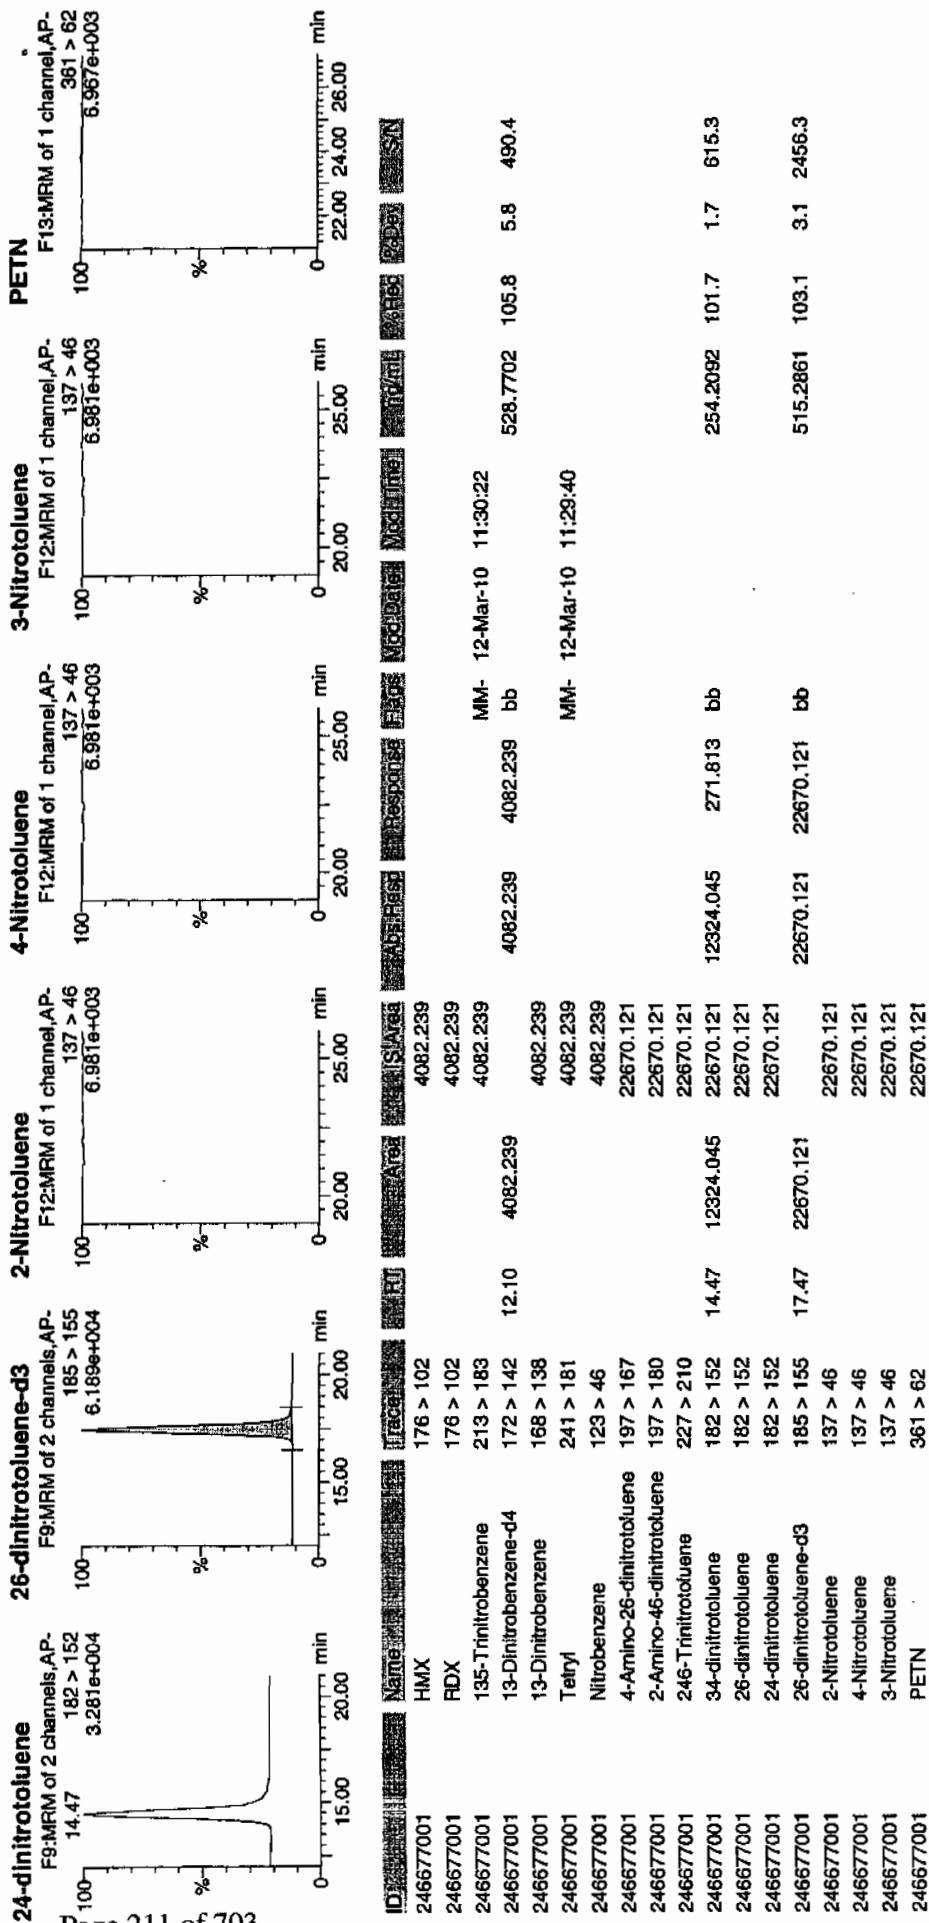 24-dinitrotoluene
F9:MRM of 2 channels,AP-
14.47 182 > 152
3.281e+004
100
%
0
15.00 20.00 min
26-dinitrotoluene-d3
F9:MRM of 2 channels,AP-
185 > 155
6.189e+004
100
%
0
15.00 20.00 min
2-Nitrotoluene
F12:MRM of 1 channel,AP-
137 > 46
6.981e+003
100
%
0
20.00 25.00 min
4-Nitrotoluene
F12:MRM of 1 channel,AP-
137 > 46
6.981e+003
100
%
0
20.00 25.00 min
3-Nitrotoluene
F12:MRM of 1 channel,AP-
137 > 46
6.981e+003
100
%
0
20.00 25.00 min
PETN
F13:MRM of 1 channel,AP-
361 > 62
6.967e+003
100
%
0
22.00 24.00 26.00 min
ID Name Trace RT Area IS Area Abs.Resp Response Flags Mod.Date Mod.Time ng/mL %Rec %Dev S/N
246677001 HMX 176 > 102 4082.239
246677001 RDX 176 > 102 4082.239
246677001 135-Trinitrobenzene 213 > 183 4082.239 MM- 12-Mar-10 11:30:22
246677001 13-Dinitrobenzene-d4 172 > 142 12.10 4082.239 4082.239 4082.239 bb 528.7702 105.8 5.8 490.4
246677001 13-Dinitrobenzene 168 > 138 4082.239
246677001 Tetryl 241 > 181 4082.239 MM- 12-Mar-10 11:29:40
246677001 Nitrobenzene 123 > 46 4082.239
246677001 4-Amino-26-dinitrotoluene 197 > 167 22670.121
246677001 2-Amino-46-dinitrotoluene 197 > 180 22670.121
246677001 246-Trinitrotoluene 227 > 210 22670.121
246677001 34-dinitrotoluene 182 > 152 14.47 12324.045 22670.121 12324.045 271.813 bb 254.2092 101.7 1.7 615.3
246677001 26-dinitrotoluene 182 > 152 22670.121
246677001 24-dinitrotoluene 182 > 152 22670.121
246677001 26-dinitrotoluene-d3 185 > 155 17.47 22670.121 22670.121 22670.121 bb 515.2861 103.1 3.1 2456.3
246677001 2-Nitrotoluene 137 > 46 22670.121
246677001 4-Nitrotoluene 137 > 46 22670.121
246677001 3-Nitrotoluene 137 > 46 22670.121
246677001 PETN 361 > 62 22670.121
Page 211 of 703